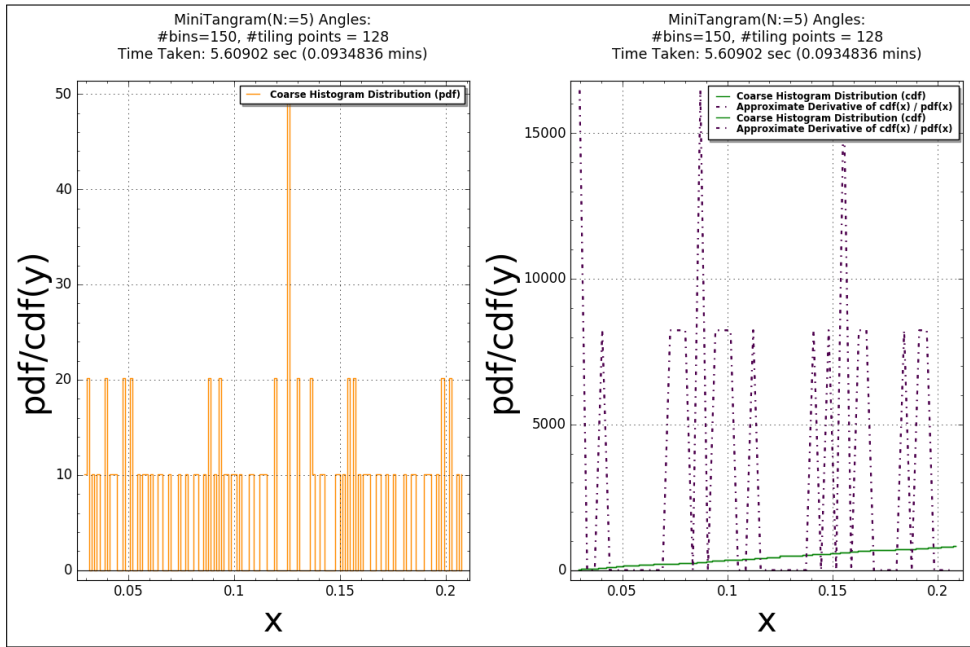 MiniTangram(N:=5) Angles:
#bins=150, #tiling points = 128
Time Taken: 5.60902 sec (0.0934836 mins)
Coarse Histogram Distribution (pdf)
50
40
30
20
10
0
pdf/cdf(y)
0.05
0.1
0.15
0.2
x
MiniTangram(N:=5) Angles:
#bins=150, #tiling points = 128
Time Taken: 5.60902 sec (0.0934836 mins)
Coarse Histogram Distribution (cdf)
Approximate Derivative of cdf(x) / pdf(x)
Coarse Histogram Distribution (cdf)
Approximate Derivative of cdf(x) / pdf(x)
15000
10000
5000
0
pdf/cdf(y)
0.05
0.1
0.15
0.2
x